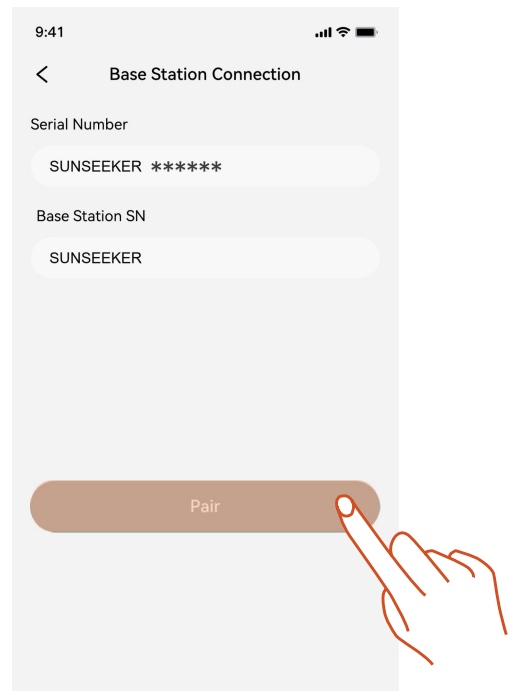 9:41
Base Station Connection
Serial Number
SUNSEEKER ******
Base Station SN
SUNSEEKER
Pair